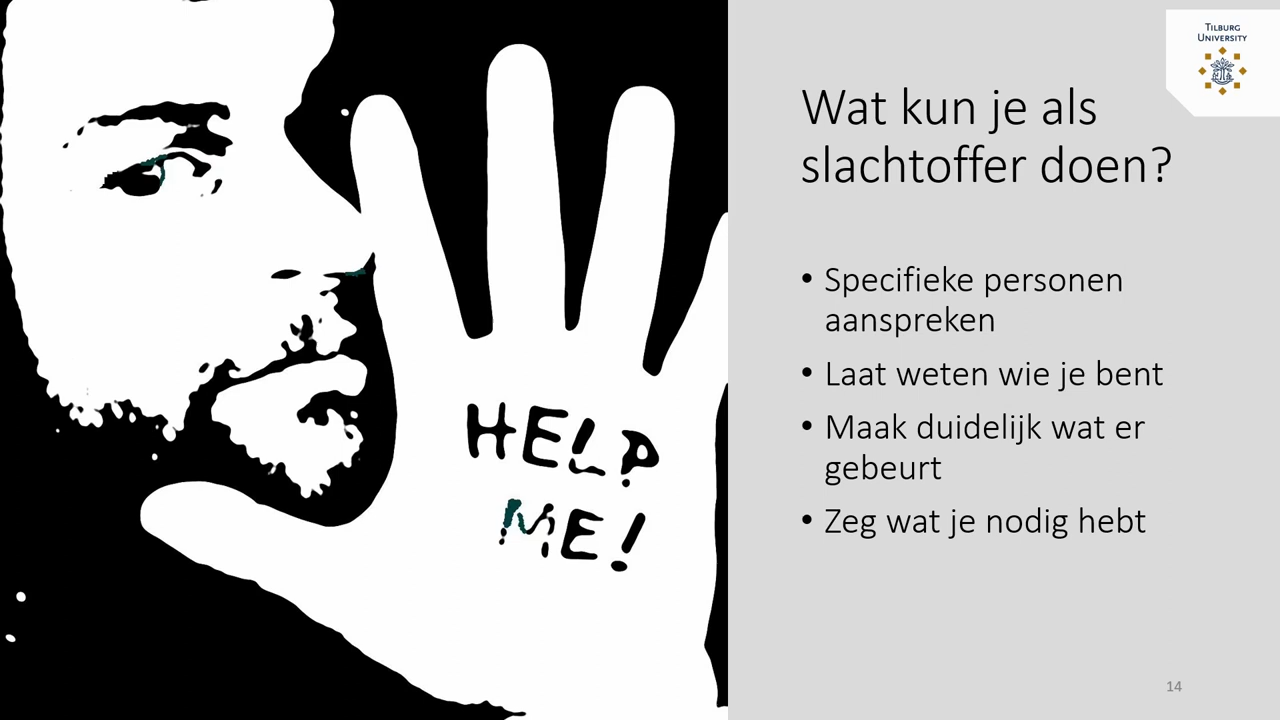 HELP
ME!
TILBURG
UNIVERSITY
Wat kun je als
slachtoffer doen?
• Specifieke personen
aanspreken
• Laat weten wie je bent
• Maak duidelijk wat er
gebeurt
• Zeg wat je nodig hebt
14